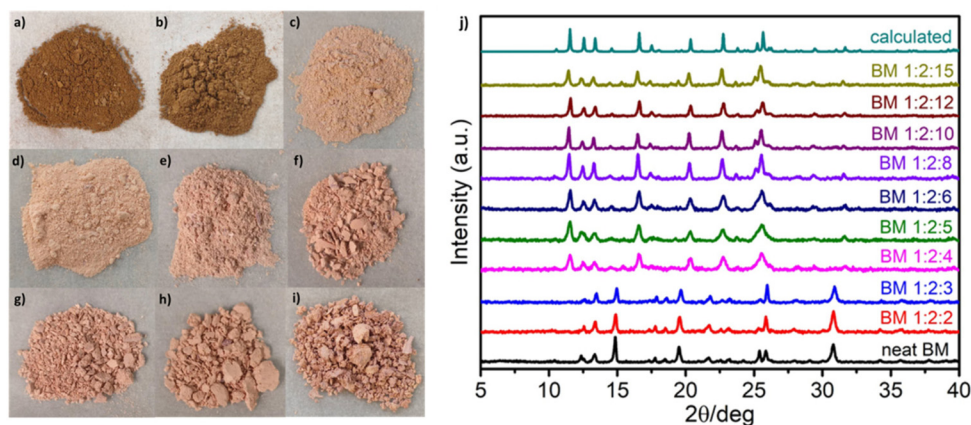 a)
b)
c)
d)
e)
f)
g)
h)
i)
j)
calculated
BM 1:2:15
BM 1:2:12
BM 1:2:10
BM 1:2:8
BM 1:2:6
BM 1:2:5
BM 1:2:4
BM 1:2:3
BM 1:2:2
neat BM
Intensity (a.u.)
5 10 15 20 25 30 35 40
2θ/deg